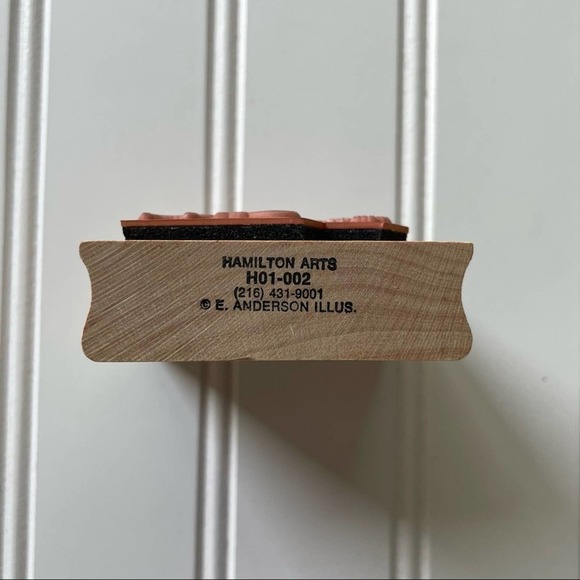 HAMILTON ARTS
H01-002
(216) 431-9001
© E. ANDERSON ILLUS.